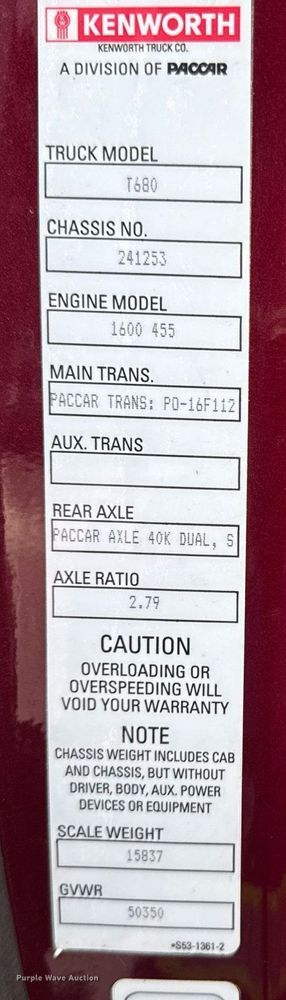 KENWORTH
KENWORTH TRUCK CO.
A DIVISION OF PACCAR
TRUCK MODEL
T680
CHASSIS NO.
241253
ENGINE MODEL
1600 455
MAIN TRANS.
PACCAR TRANS: PO-16F112
AUX. TRANS
REAR AXLE
PACCAR AXLE 40K DUAL, S
AXLE RATIO
2.79
CAUTION
OVERLOADING OR
OVERSPEEDING WILL
VOID YOUR WARRANTY
NOTE
CHASSIS WEIGHT INCLUDES CAB
AND CHASSIS, BUT WITHOUT
DRIVER, BODY, AUX. POWER
DEVICES OR EQUIPMENT
SCALE WEIGHT
15837
GVWR
50350
*S53-1361-2
Purple Wave Auction